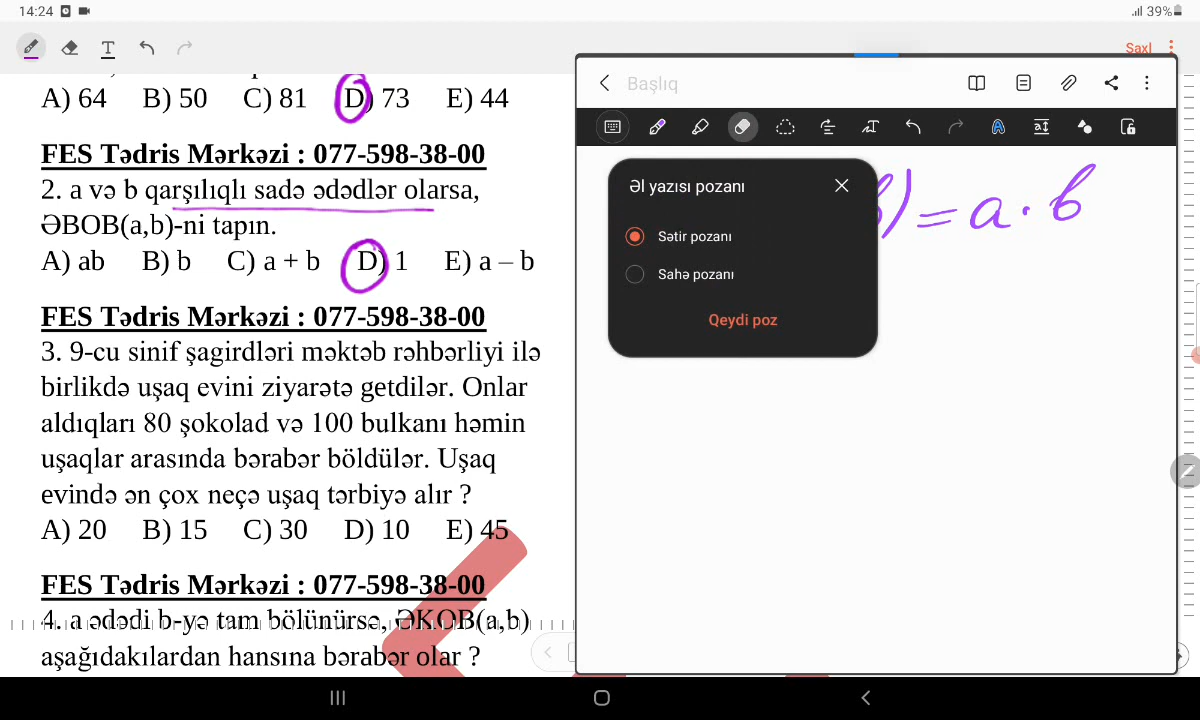 14:24
39%
Saxl
A) 64 B) 50 C) 81 D) 73 E) 44
FES Tədris Mərkəzi : 077-598-38-00
2. a və b qarşılıqlı sadə ədədlər olarsa,
ƏBOB(a,b)-ni tapın.
A) ab B) b C) a + b D) 1 E) a – b
FES Tədris Mərkəzi : 077-598-38-00
3. 9-cu sinif şagirdləri məktəb rəhbərliyi ilə
birlikdə uşaq evini ziyarətə getdilər. Onlar
aldıqları 80 şokolad və 100 bulkanı həmin
uşaqlar arasında bərabər böldülər. Uşaq
evində ən çox neçə uşaq tərbiyə alır ?
A) 20 B) 15 C) 30 D) 10 E) 45
FES Tədris Mərkəzi : 077-598-38-00
4. a ədədi b-yə tam bölünürsə, ƏKOB(a,b)
aşağıdakılardan hansına bərabər olar ?
Başlıq
b) = a · b
Əl yazısı pozanı
Sətir pozanı
Sahə pozanı
Qeydi poz